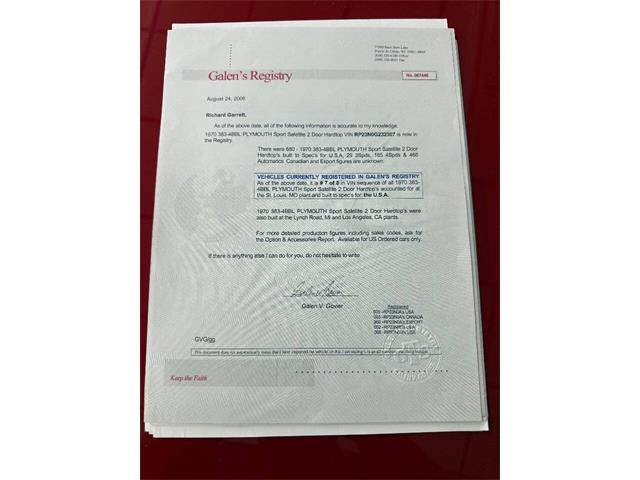 Galen's Registry
August 24, 2006
Richard Garrett,
As of the above date, all of the following information is accurate to my knowledge.
1970 383-4BBL PLYMOUTH Sport Satellite 2 Door Hardtop VIN RP23N0G232307 is now in
the Registry.
There were 680 - 1970 383-4BBL PLYMOUTH Sport Satellite 2 Door
Hardtop's built to Spec's for U.S.A, 29 3Spds, 185 4Spds & 466
Automatics Canadian and Export figures are unknown.
VEHICLES CURRENTLY REGISTERED IN GALEN'S REGISTRY
As of the above date, it is # 7 of 8 in VIN sequence of all 1970 383-
4BBL PLYMOUTH Sport Satellite 2 Door Hardtop's accounted for at
the St. Louis, MO plant and built to spec's for the U.S.A.
1970 383-4BBL PLYMOUTH Sport Satellite 2 Door Hardtop's were
also built at the Lynch Road, MI and Los Angeles, CA plants.
For more detailed production figures including sales codes, ask for
the Option & Accessories Report. Available for US Ordered cars only.
If there is anything else I can do for you, do not hesitate to write
Galen V. Govier
Registered
GVG/gg
Keep the Faith